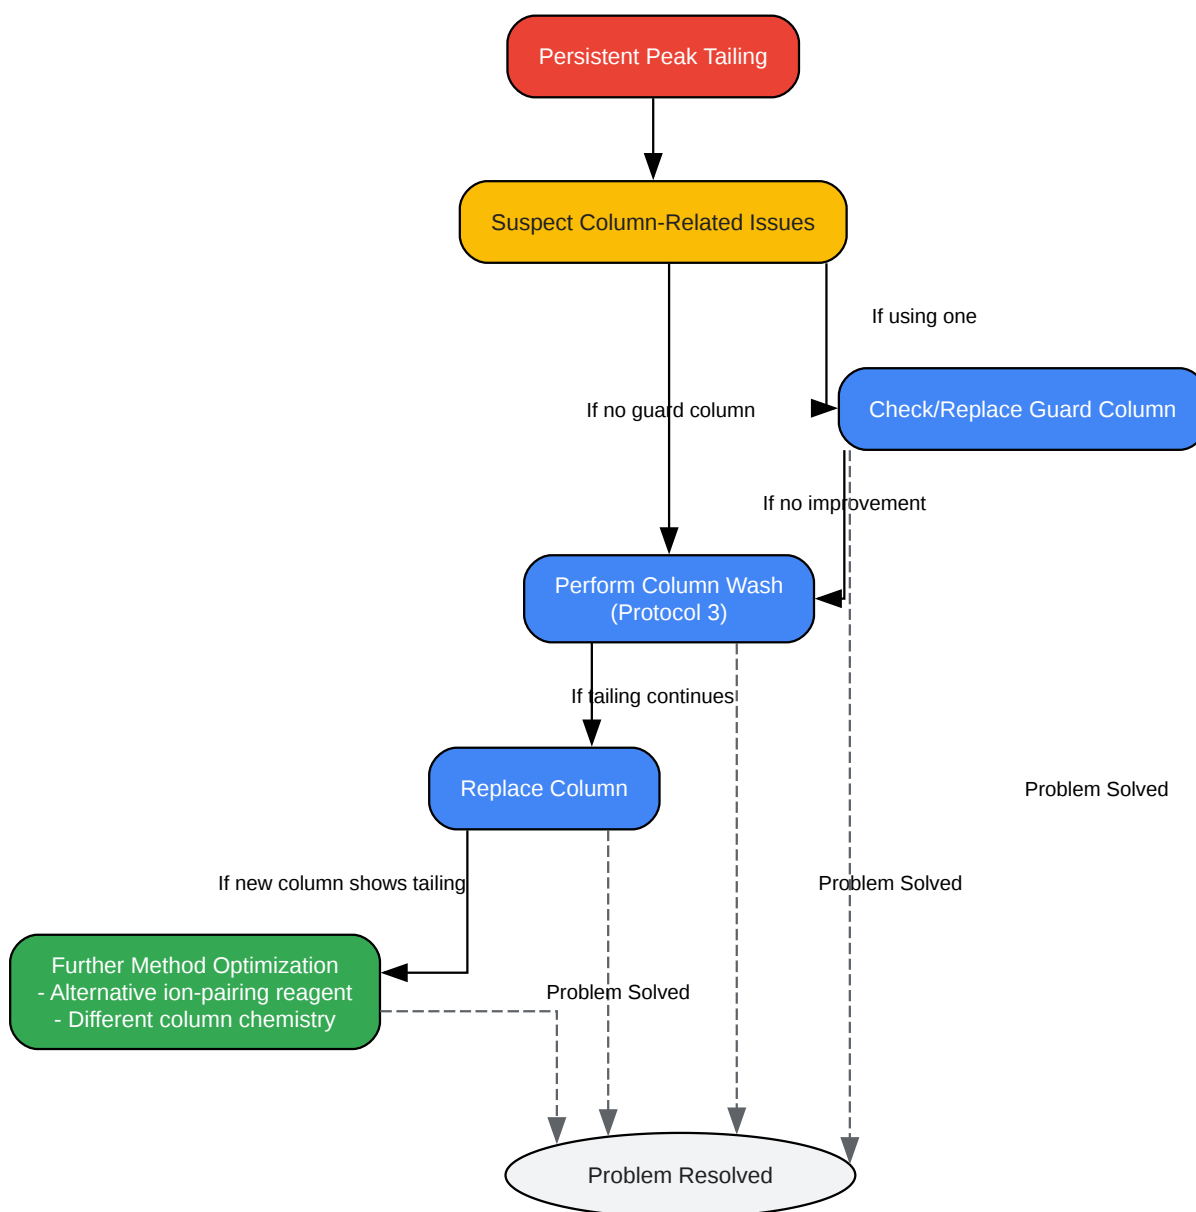 Persistent Peak Tailing
Suspect Column-Related Issues
If using one
If no guard column
Check/Replace Guard Column
If no improvement
Perform Column Wash
(Protocol 3)
If tailing continues
Replace Column
Problem Solved
If new column shows tailing
Problem Solved
Further Method Optimization
- Alternative ion-pairing reagent
- Different column chemistry
Problem Solved
Problem Resolved